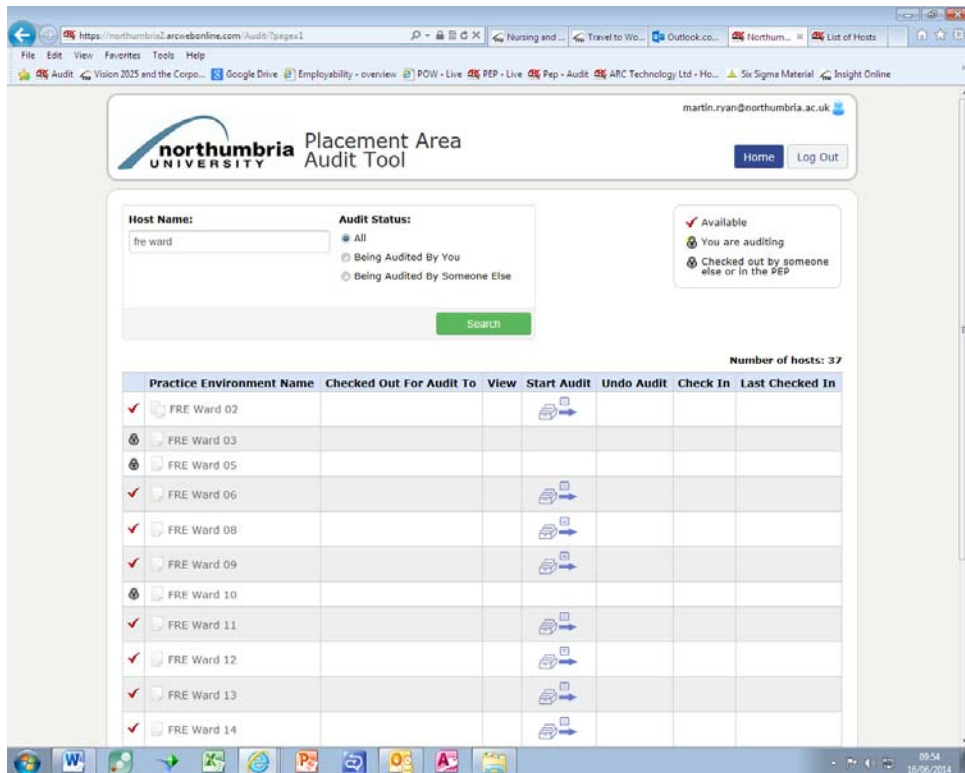 https://northumbria2.arcwebonline.com/Audit/?page=1
Nursing and ...
Travel to Wo...
Outlook.co...
Northum...
List of Hosts
File Edit View Favorites Tools Help
Audit
Vision 2025 and the Corpo...
Google Drive
Employability - overview
POW - Live
PEP - Live
Pep - Audit
ARC Technology Ltd - Ho...
Six Sigma Material
Insight Online
martin.ryan@northumbria.ac.uk
northumbria
UNIVERSITY
Placement Area
Audit Tool
Home
Log Out
Host Name:
fre ward
Audit Status:
All
Being Audited By You
Being Audited By Someone Else
Search
Available
You are auditing
Checked out by someone
else or in the PEP
Number of hosts: 37
Practice Environment Name Checked Out For Audit To View Start Audit Undo Audit Check In Last Checked In
FRE Ward 02
FRE Ward 03
FRE Ward 05
FRE Ward 06
FRE Ward 08
FRE Ward 09
FRE Ward 10
FRE Ward 11
FRE Ward 12
FRE Ward 13
FRE Ward 14
09:54
16/06/2014